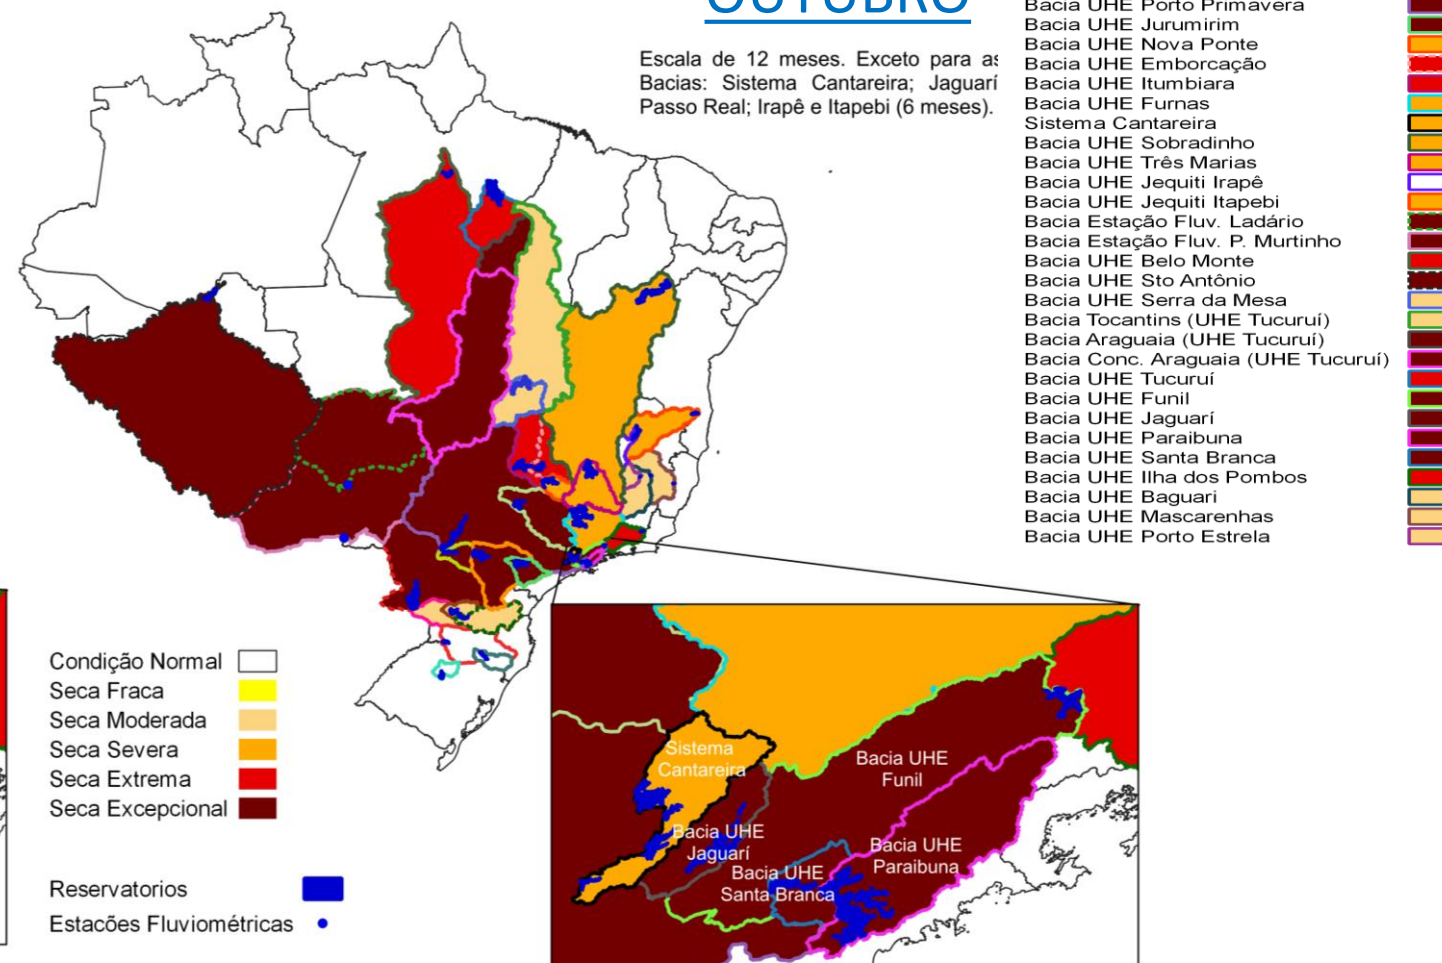 OUTUBRO
Escala de 12 meses. Exceto para as
Bacias: Sistema Cantareira; Jaguarí
Passo Real; Irapê e Itapebi (6 meses).
Bacia UHE Porto Primavera
Bacia UHE Jurumirim
Bacia UHE Nova Ponte
Bacia UHE Emborcação
Bacia UHE Itumbiara
Bacia UHE Furnas
Sistema Cantareira
Bacia UHE Sobradinho
Bacia UHE Três Marias
Bacia UHE Jequiti Irapê
Bacia UHE Jequiti Itapebi
Bacia Estação Fluv. Ladário
Bacia Estação Fluv. P. Murtinho
Bacia UHE Belo Monte
Bacia UHE Sto Antônio
Bacia UHE Serra da Mesa
Bacia Tocantins (UHE Tucuruí)
Bacia Araguaia (UHE Tucuruí)
Bacia Conc. Araguaia (UHE Tucuruí)
Bacia UHE Tucuruí
Bacia UHE Funil
Bacia UHE Jaguarí
Bacia UHE Paraibuna
Bacia UHE Santa Branca
Bacia UHE Ilha dos Pombos
Bacia UHE Baguari
Bacia UHE Mascarenhas
Bacia UHE Porto Estrela
Condição Normal
Seca Fraca
Seca Moderada
Seca Severa
Seca Extrema
Seca Excepcional
Reservatorios
Estacões Fluviométricas
Sistema
Cantareira
Bacia UHE
Funil
Bacia UHE
Jaguarí
Bacia UHE
Santa Branca
Bacia UHE
Paraibuna